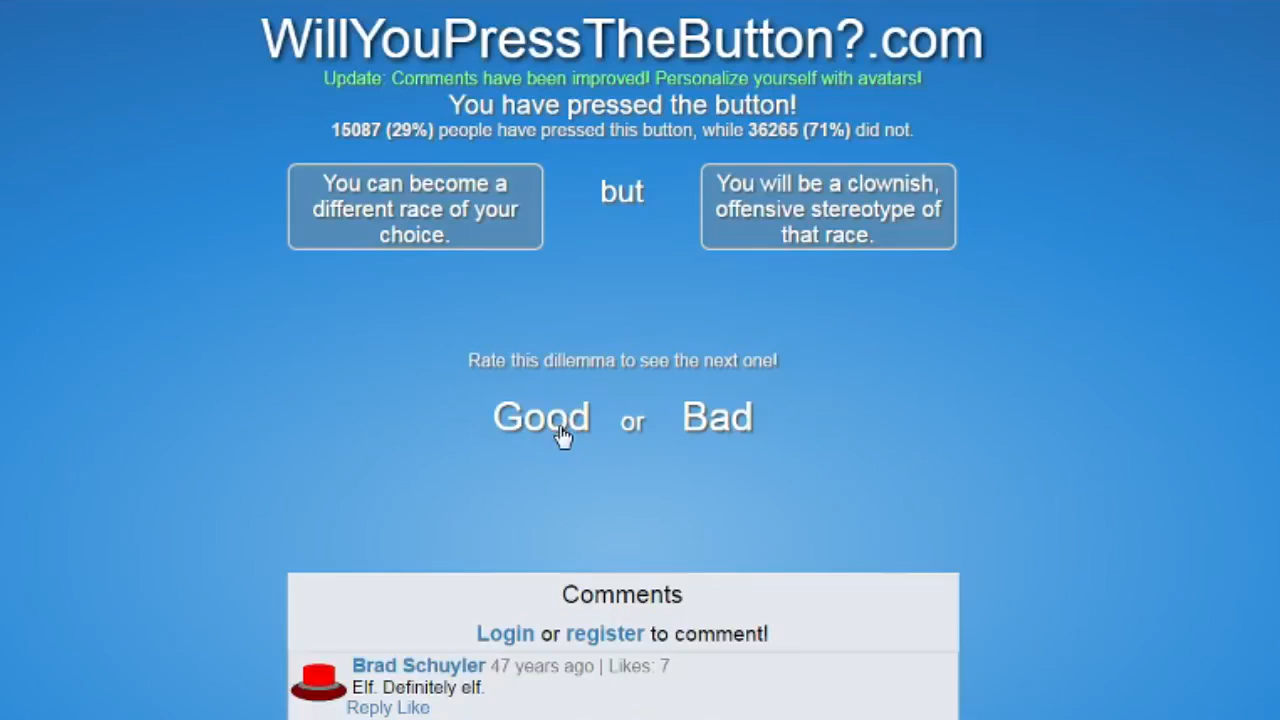 WillYouPressTheButton?.com
Update: Comments have been improved! Personalize yourself with avatars!
You have pressed the button!
15087 (29%) people have pressed this button, while 36265 (71%) did not.
You can become a
different race of your
choice.
but
You will be a clownish,
offensive stereotype of
that race.
Rate this dillemma to see the next one!
Good or Bad
Comments
Login or register to comment!
Brad Schuyler 47 years ago | Likes: 7
Elf. Definitely elf.
Reply Like